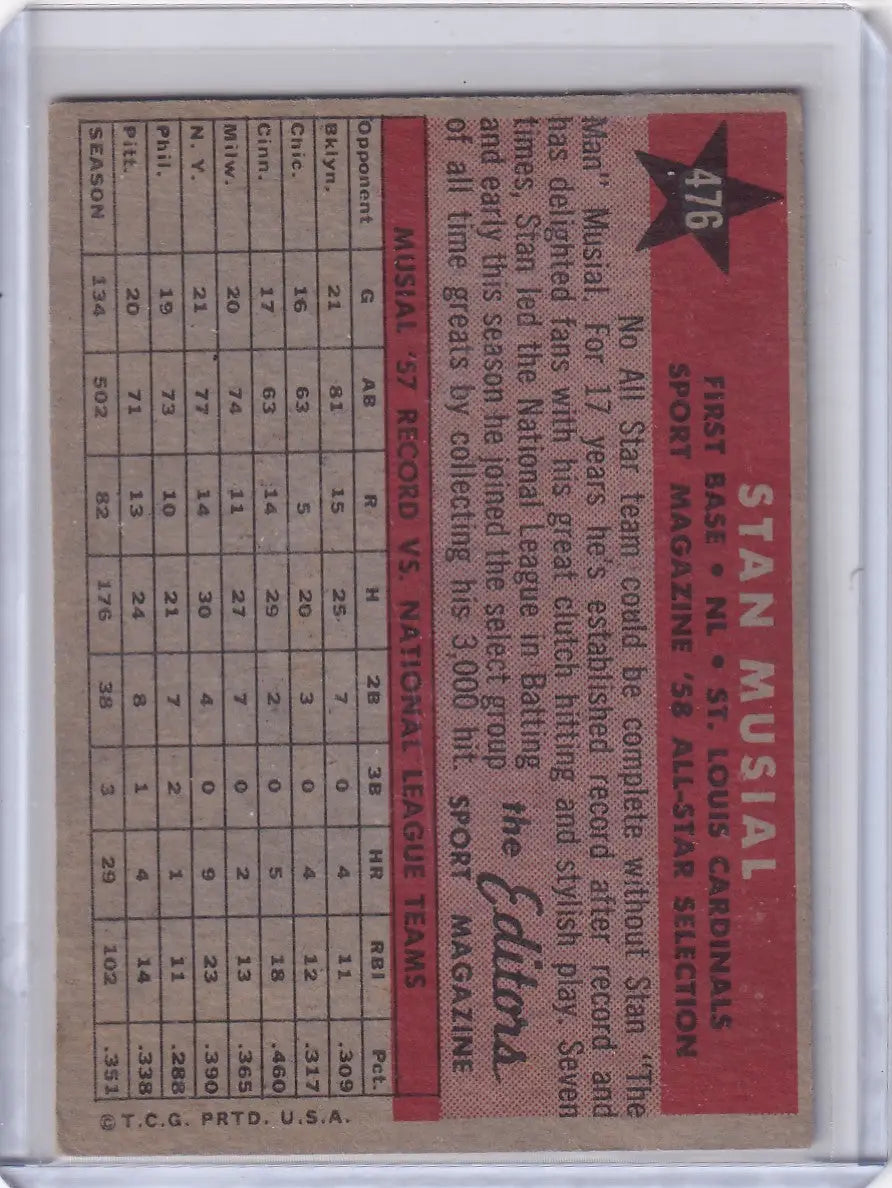 476
STAN MUSIAL
FIRST BASE • NL • ST. LOUIS CARDINALS
SPORT MAGAZINE '58 ALL-STAR SELECTION
No All Star team could be complete without Stan "The
Man" Musial. For 17 years he's established record after record and
has delighted fans with his great clutch hitting and stylish play Seven
times, Stan led the National League in Batting
and early this season he joined the select group
of all time greats by collecting his 3,000 hit.
the Editors
SPORT MAGAZINE
MUSIAL '57 RECORD VS. NATIONAL LEAGUE TEAMS
Opponent G AB R H 2B 3B HR RBI Pct.
Bklyn. 21 81 15 25 7 0 4 11 .309
Chic. 16 63 5 20 3 0 4 12 .317
Cinn. 17 63 14 29 2 0 5 18 .460
Milw. 20 74 11 27 7 0 2 13 .365
N. Y. 21 77 14 30 4 0 9 23 .390
Phil. 19 73 10 21 7 2 1 11 .288
Pitt. 20 71 13 24 8 1 4 14 .338
SEASON 134 502 82 176 38 3 29 102 .351
© T.C.G. PRTD. U.S.A.